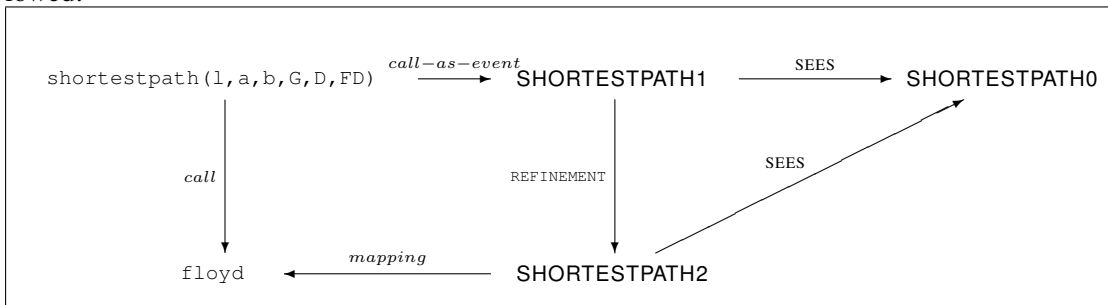 shortestpath(l,a,b,G,D,FD) call-as-event SHORTESTPATH1 SEES SHORTESTPATH0
call REFINEMENT SEES
floyd mapping SHORTESTPATH2